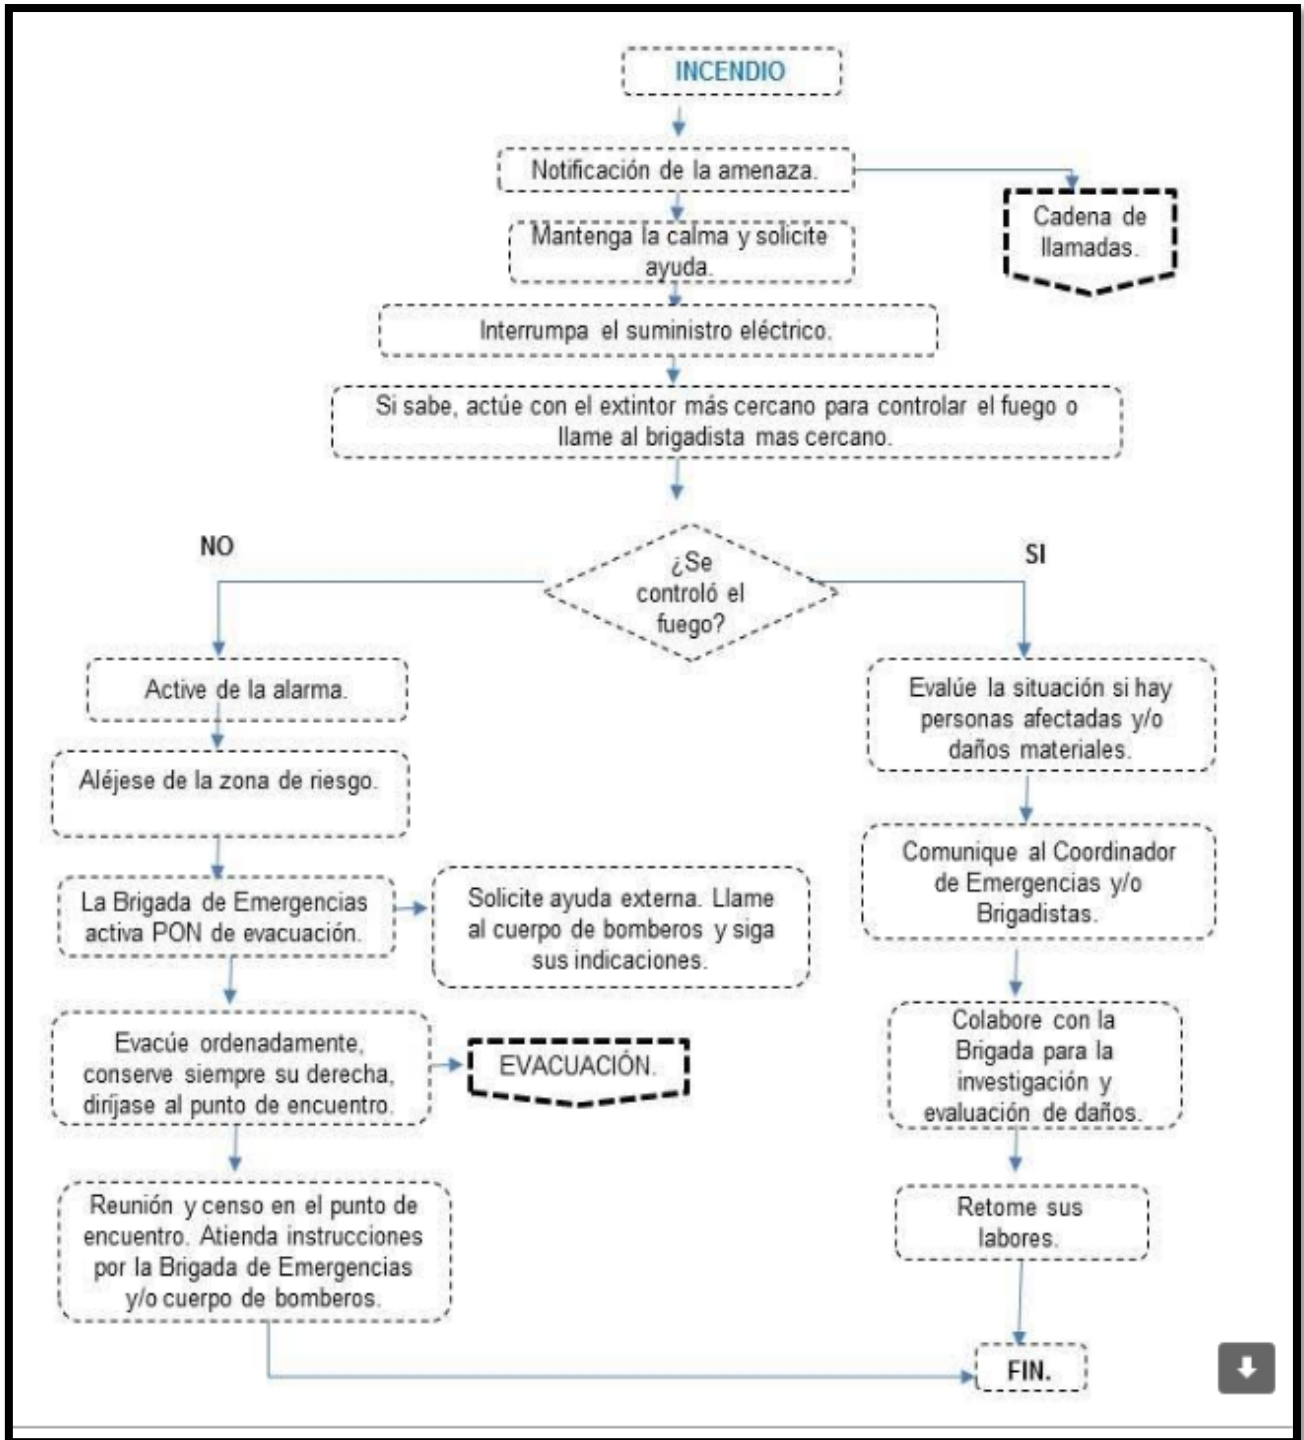 INCENDIO
Notificación de la amenaza.
Cadena de
llamadas.
Mantenga la calma y solicite
ayuda.
Interrumpa el suministro eléctrico.
Si sabe, actúe con el extintor más cercano para controlar el fuego o
llame al brigadista mas cercano.
¿Se
controló el
fuego?
NO
SI
Active de la alarma.
Aléjese de la zona de riesgo.
La Brigada de Emergencias
activa PON de evacuación.
Solicite ayuda externa. Llame
al cuerpo de bomberos y siga
sus indicaciones.
Evacúe ordenadamente,
conserve siempre su derecha,
diríjase al punto de encuentro.
EVACUACIÓN.
Reunión y censo en el punto de
encuentro. Atienda instrucciones
por la Brigada de Emergencias
y/o cuerpo de bomberos.
Evalúe la situación si hay
personas afectadas y/o
daños materiales.
Comunique al Coordinador
de Emergencias y/o
Brigadistas.
Colabore con la
Brigada para la
investigación y
evaluación de daños.
Retome sus
labores.
FIN.